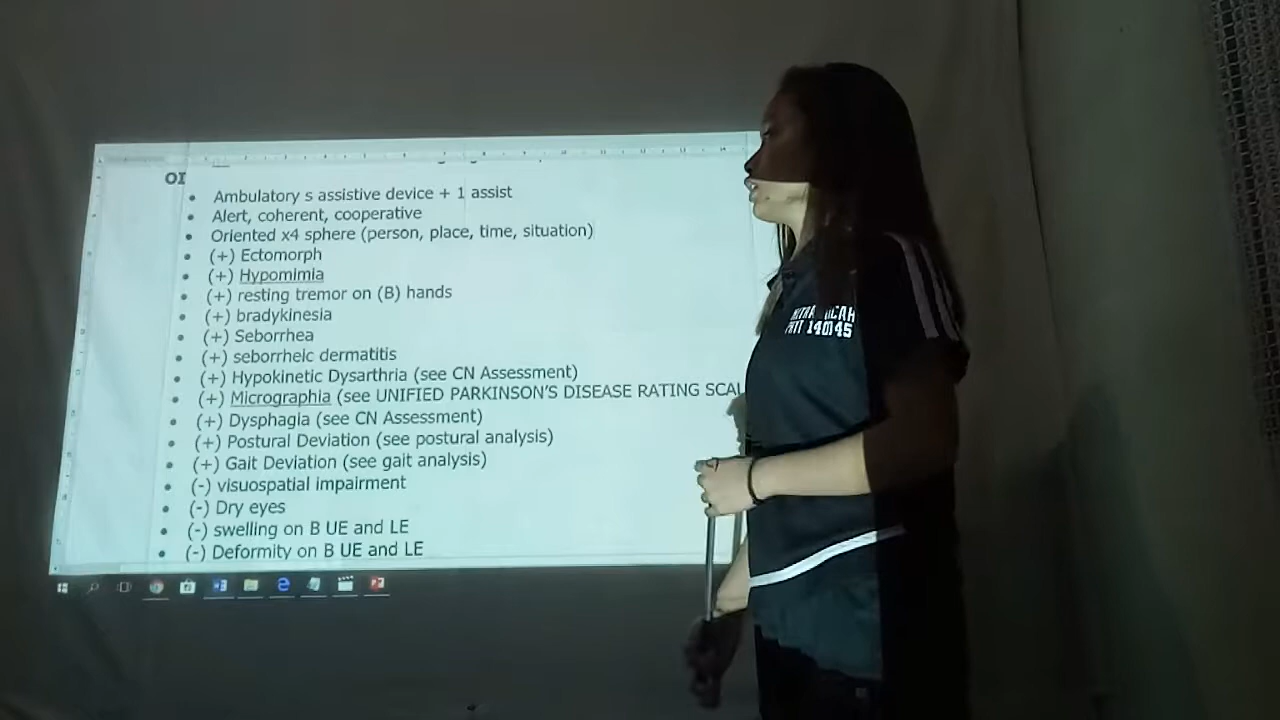 OI
Ambulatory s assistive device + 1 assist
Alert, coherent, cooperative
Oriented x4 sphere (person, place, time, situation)
(+) Ectomorph
(+) Hypomimia
(+) resting tremor on (B) hands
(+) bradykinesia
(+) Seborrhea
(+) seborrheic dermatitis
(+) Hypokinetic Dysarthria (see CN Assessment)
(+) Micrographia (see UNIFIED PARKINSON'S DISEASE RATING SCAL
(+) Dysphagia (see CN Assessment)
(+) Postural Deviation (see postural analysis)
(+) Gait Deviation (see gait analysis)
(-) visuospatial impairment
(-) Dry eyes
(-) swelling on B UE and LE
(-) Deformity on B UE and LE
140145